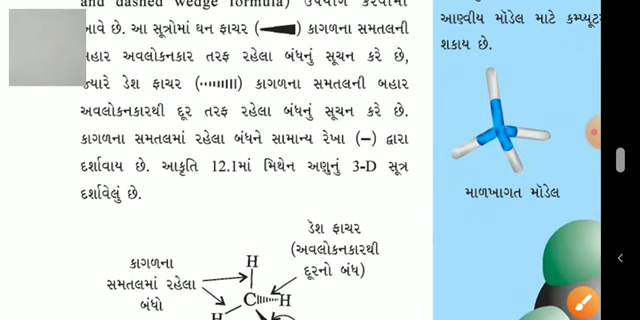 and dashed wedge formula) ઉપયોગ કરવામાં
આવે છે. આ સૂત્રોમાં ઘન ફાચર ( ) કાગળના સમતલની
બહાર અવલોકનકાર તરફ રહેલા બંધનું સૂચન કરે છે.
જ્યારે ડેશ ફાચર ( ) કાગળના સમતલની બહાર
અવલોકનકારથી દૂર તરફ રહેલા બંધનું સૂચન કરે છે.
કાગળના સમતલમાં રહેલા બંધને સામાન્ય રેખા (–) દ્વારા
દર્શાવાય છે. આકૃતિ 12.1માં મિથેન અણુનું 3-D સૂત્ર
દર્શાવેલું છે.
ડૅશ ફાચર
(અવલોકનકારથી
દૂરનો બંધ)
કાગળના
સમતલમાં રહેલા
બંધો
H
C H
H
આણ્વીય મૉડેલ માટે કમ્પ્યૂટર
શકાય છે.
માળખાગત મૉડેલ